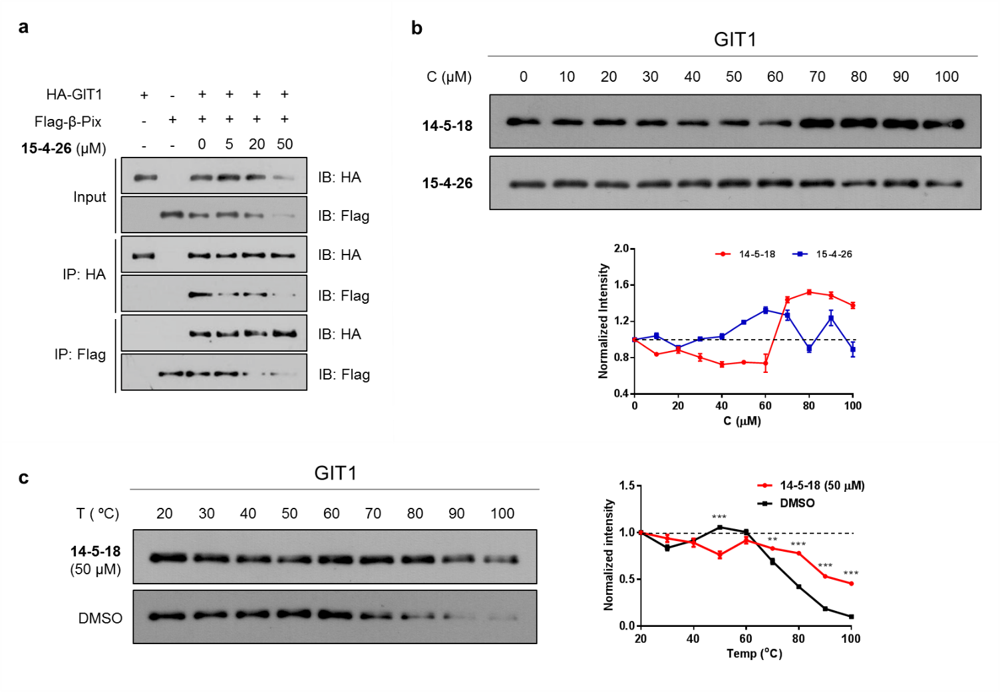 a
HA-GIT1 + - + + + +
Flag-β-Pix - + + + + +
15-4-26 (μM) - - 0 5 20 50
Input
IB: HA
IB: Flag
IP: HA
IB: HA
IB: Flag
IP: Flag
IB: HA
IB: Flag
b
GIT1
C (μM) 0 10 20 30 40 50 60 70 80 90 100
14-5-18
15-4-26
14-5-18 15-4-26
Normalized Intensity
2.0
1.6
1.2
0.8
0.4
0 20 40 60 80 100
C (μM)
c
GIT1
T ( ºC) 20 30 40 50 60 70 80 90 100
14-5-18
(50 μM)
DMSO
14-5-18 (50 μM)
DMSO
Normalized intensity
1.5
1.0
0.5
0.0
*** ** *** *** ***
20 40 60 80 100
Temp (°C)